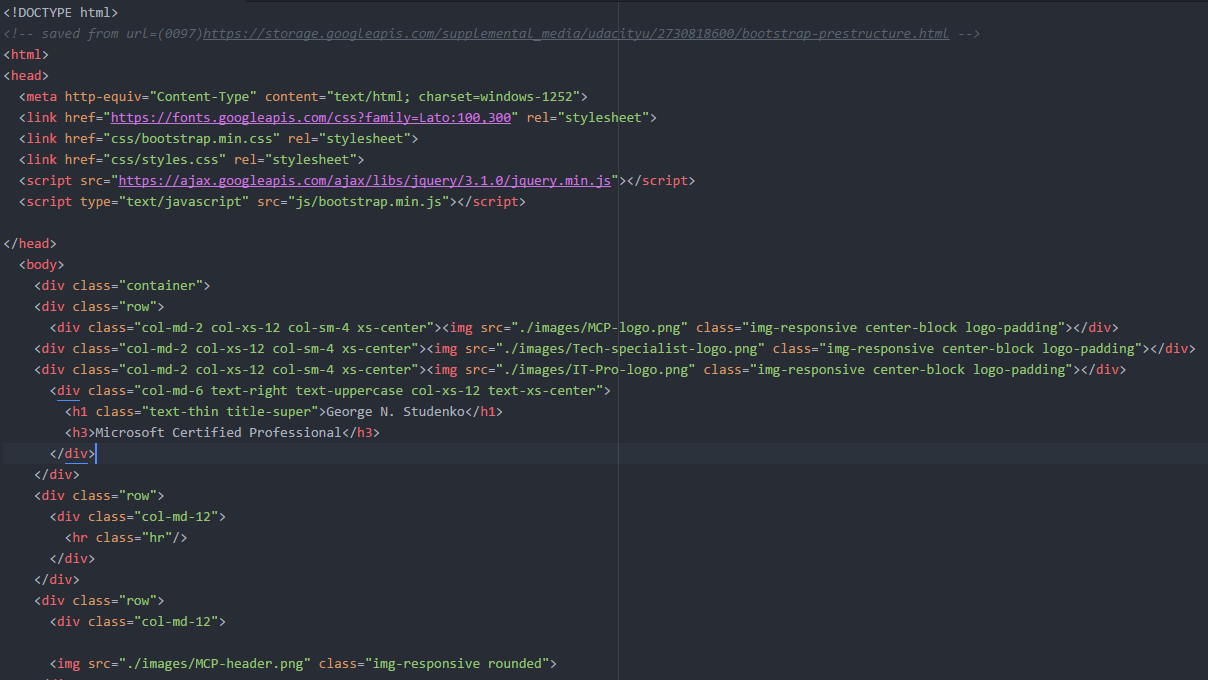 <!DOCTYPE html>
<!-- saved from url=(0097)https://storage.googleapis.com/supplemental_media/udacityu/2730818600/bootstrap-prestructure.html -->
<html>
<head>
  <meta http-equiv="Content-Type" content="text/html; charset=windows-1252">
  <link href="https://fonts.googleapis.com/css?family=Lato:100,300" rel="stylesheet">
  <link href="css/bootstrap.min.css" rel="stylesheet">
  <link href="css/styles.css" rel="stylesheet">
  <script src="https://ajax.googleapis.com/ajax/libs/jquery/3.1.0/jquery.min.js"></script>
  <script type="text/javascript" src="js/bootstrap.min.js"></script>

</head>
  <body>
    <div class="container">
    <div class="row">
      <div class="col-md-2 col-xs-12 col-sm-4 xs-center"><img src="./images/MCP-logo.png" class="img-responsive center-block logo-padding"></div>
    <div class="col-md-2 col-xs-12 col-sm-4 xs-center"><img src="./images/Tech-specialist-logo.png" class="img-responsive center-block logo-padding"></div>
    <div class="col-md-2 col-xs-12 col-sm-4 xs-center"><img src="./images/IT-Pro-logo.png" class="img-responsive center-block logo-padding"></div>
      <div class="col-md-6 text-right text-uppercase col-xs-12 text-xs-center">
        <h1 class="text-thin title-super">George N. Studenko</h1>
        <h3>Microsoft Certified Professional</h3>
      </div>
    </div>
    <div class="row">
      <div class="col-md-12">
        <hr class="hr"/>
      </div>
    </div>
    <div class="row">
      <div class="col-md-12">

      <img src="./images/MCP-header.png" class="img-responsive rounded">